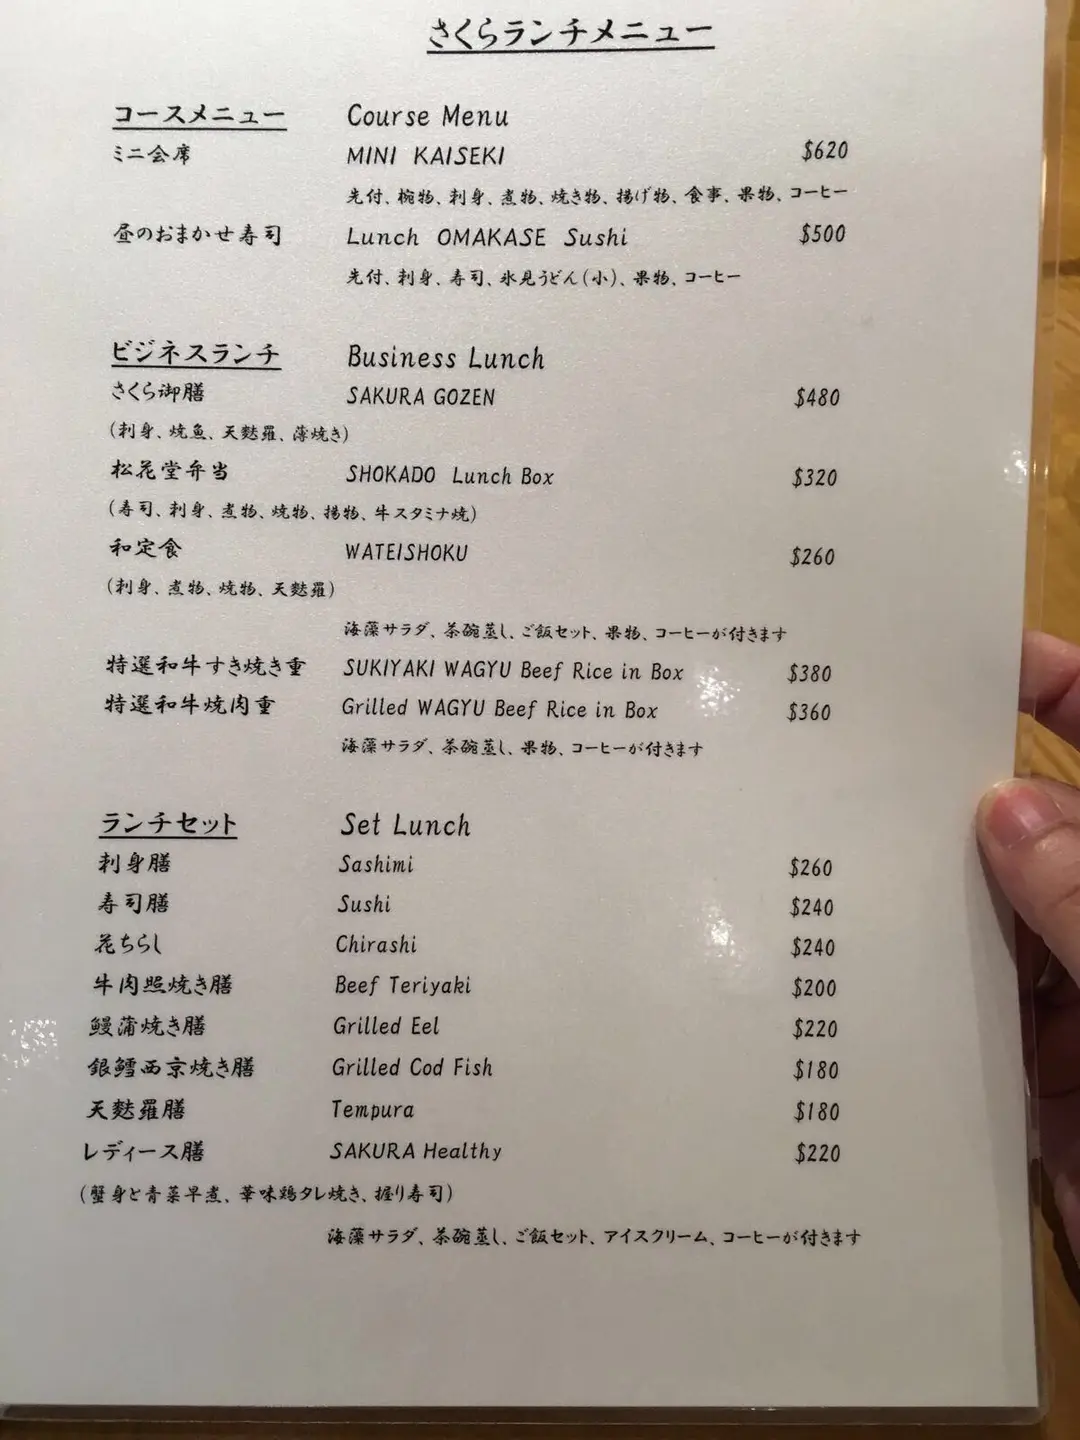 さくらランチメニュー
コースメニュー Course Menu
ミニ会席 MINI KAISEKI $620
先付、椀物、刺身、煮物、焼き物、揚げ物、食事、果物、コーヒー
昼のおまかせ寿司 Lunch OMAKASE Sushi $500
先付、刺身、寿司、氷見うどん(小)、果物、コーヒー
ビジネスランチ Business Lunch
さくら御膳 SAKURA GOZEN $480
(刺身、焼魚、天麩羅、薄焼き)
松花堂弁当 SHOKADO Lunch Box $320
(寿司、刺身、煮物、焼物、揚物、牛スタミナ焼)
和定食 WATEISHOKU $260
(刺身、煮物、焼物、天麩羅)
海藻サラダ、茶碗蒸し、ご飯セット、果物、コーヒーが付きます
特選和牛すき焼き重 SUKIYAKI WAGYU Beef Rice in Box $380
特選和牛焼肉重 Grilled WAGYU Beef Rice in Box $360
海藻サラダ、茶碗蒸し、果物、コーヒーが付きます
ランチセット Set Lunch
刺身膳 Sashimi $260
寿司膳 Sushi $240
花ちらし Chirashi $240
牛肉照焼き膳 Beef Teriyaki $200
鰻蒲焼き膳 Grilled Eel $220
銀鱈西京焼き膳 Grilled Cod Fish $180
天麩羅膳 Tempura $180
レディース膳 SAKURA Healthy $220
(蟹身と青菜早煮、華味鶏タレ焼き、握り寿司)
海藻サラダ、茶碗蒸し、ご飯セット、アイスクリーム、コーヒーが付きます